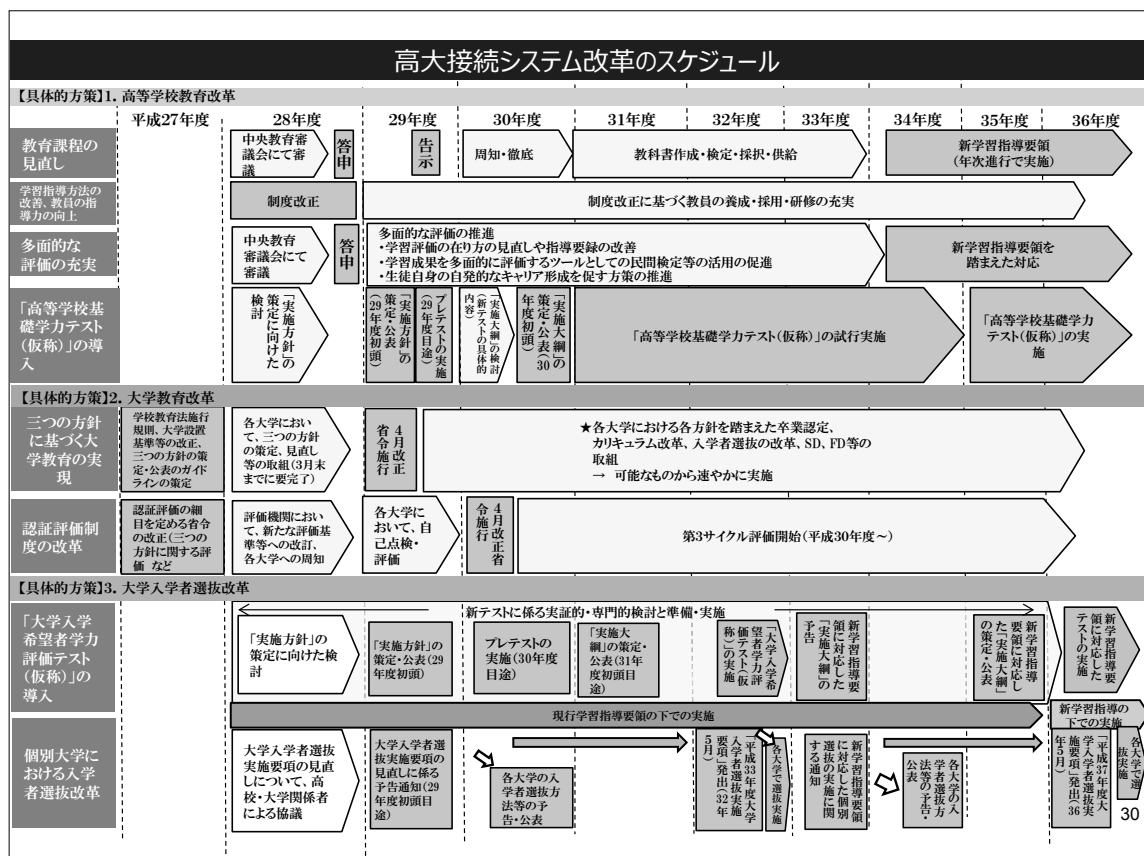 高大接続システム改革のスケジュール
【具体的方策】1. 高等学校教育改革
平成27年度
28年度
29年度
30年度
31年度
32年度
33年度
34年度
35年度
36年度
教育課程の
見直し
中央教育審
議会にて審
議
答申
告示
周知・徹底
教科書作成・検定・採択・供給
新学習指導要領
(年次進行で実施)
学習指導方法の
改善、教員の指
導力の向上
制度改正
制度改正に基づく教員の養成・採用・研修の充実
多面的な
評価の充実
中央教育
審議会にて
審議
答申
多面的な評価の推進
・学習評価の在り方の見直しや指導要録の改善
・学習成果を多面的に評価するツールとしての民間検定等の活用の促進
・生徒自身の自発的なキャリア形成を促す方策の推進
新学習指導要領を
踏まえた対応
「高等学校基
礎学力テスト
(仮称)」の導
入
「実施方針」の
策定に向けた
検討
「実施方針」の
策定・公表
(29年度初頭)
プレテストの実施
(29年度目途)
「実施大綱」の検討
(新テストの具体的
内容)
「実施大綱」の
策定・公表(30
年度初頭)
「高等学校基礎学力テスト(仮称)」の試行実施
「高等学校基礎学力
テスト(仮称)」の実
施
【具体的方策】2. 大学教育改革
三つの方針
に基づく大
学教育の実
現
学校教育法施行
規則、大学設置
基準等の改正、
三つの方針の策
定・公表のガイド
ラインの策定
各大学におい
て、三つの方針
の策定、見直し
等の取組(3月末
までに要完了)
4月改正
省令施行
★各大学における各方針を踏まえた卒業認定、
カリキュラム改革、入学者選抜の改革、SD、FD等の
取組
→ 可能なものから速やかに実施
認証評価制
度の改革
認証評価の細
目を定める省令
の改正(三つの
方針に関する評
価 など
評価機関におい
て、新たな評価基
準等への改訂、
各大学への周知
各大学に
おいて、自
己点検・
評価
4月改正省
令施行
第3サイクル評価開始(平成30年度~)
【具体的方策】3. 大学入学者選抜改革
「大学入学
希望者学力
評価テスト
(仮称)」の
導入
新テストに係る実証的・専門的検討と準備・実施
「実施方針」の
策定に向けた検
討
「実施方針」の
策定・公表(29
年度初頭)
プレテストの
実施(30年度
目途)
「実施大
綱」の策定・
公表(31年
度初頭目
途)
「大学入学希
望者学力評
価テスト(仮
称)」の実施
新学習指導要
領に対応した
「実施大綱」の
予告
新学習指導
要領に対応し
た「実施大綱」
の策定・公表
新学習指導要
領に対応した
テストの実施
現行学習指導要領の下での実施
新学習指導の
下での実施
個別大学に
おける入学
者選抜改革
大学入学者選抜
実施要項の見
直しについて、高
校・大学関係者
による協議
大学入学者選
抜実施要項の
見直しに係る
予告通知(29
年度初頭目
途)
各大学の入
学者選抜方
法等の予
告・公表
「平成33年度大学
入学者選抜実施
要項」発出(32年
5月)
各大学で選抜実施
新学習指導要領
に対応した個別
選抜の実施に関
する通知
各大学の入
学者選抜方
法等の予告・
公表
「平成37年度大
学入学者選抜実
施要項」発出(36
年5月)
各大学で選
抜実施
30